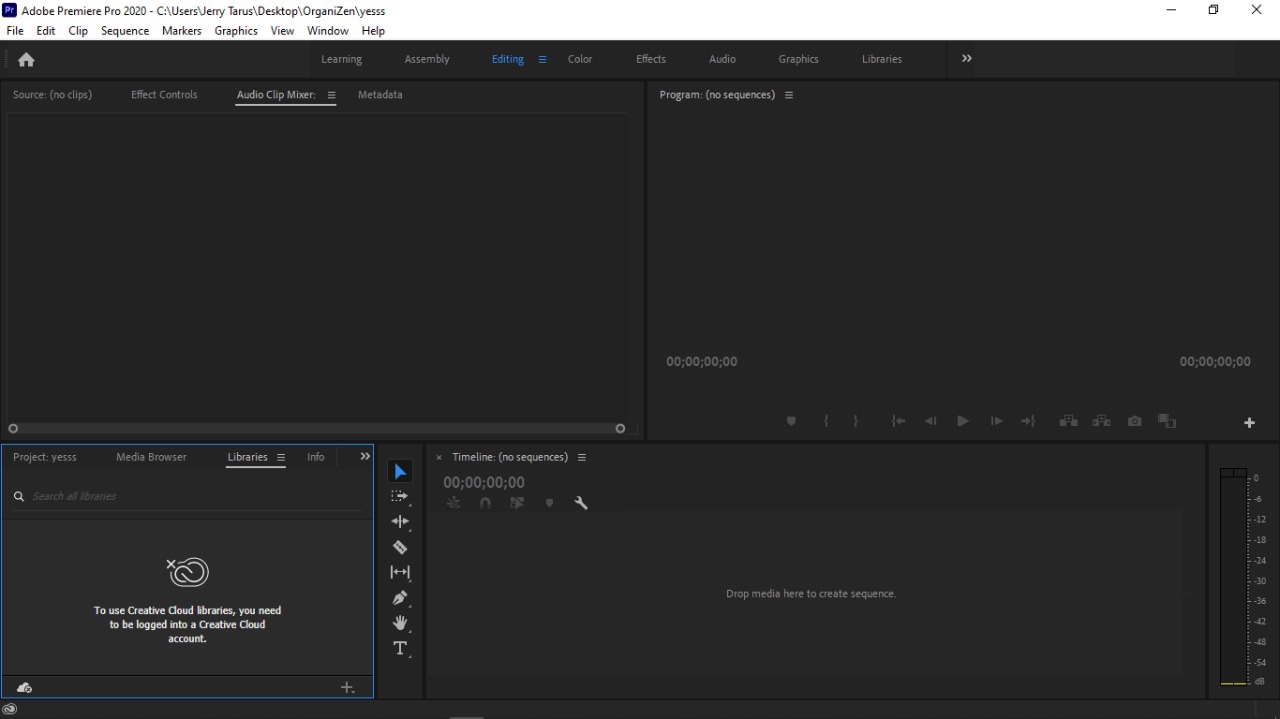 Pr Adobe Premiere Pro 2020 - C:\Users\Jerry Tarus\Desktop\OrganiZen\yesss
File Edit Clip Sequence Markers Graphics View Window Help
Learning Assembly Editing Color Effects Audio Graphics Libraries
Source: (no clips) Effect Controls Audio Clip Mixer: Metadata
Program: (no sequences)
00;00;00;00 00;00;00;00
Project: yesss Media Browser Libraries Info
Search all libraries
To use Creative Cloud libraries, you need
to be logged into a Creative Cloud
account.
Timeline: (no sequences)
00;00;00;00
Drop media here to create sequence.
0
-6
-12
-18
-24
-30
-36
-42
-48
-54
dB